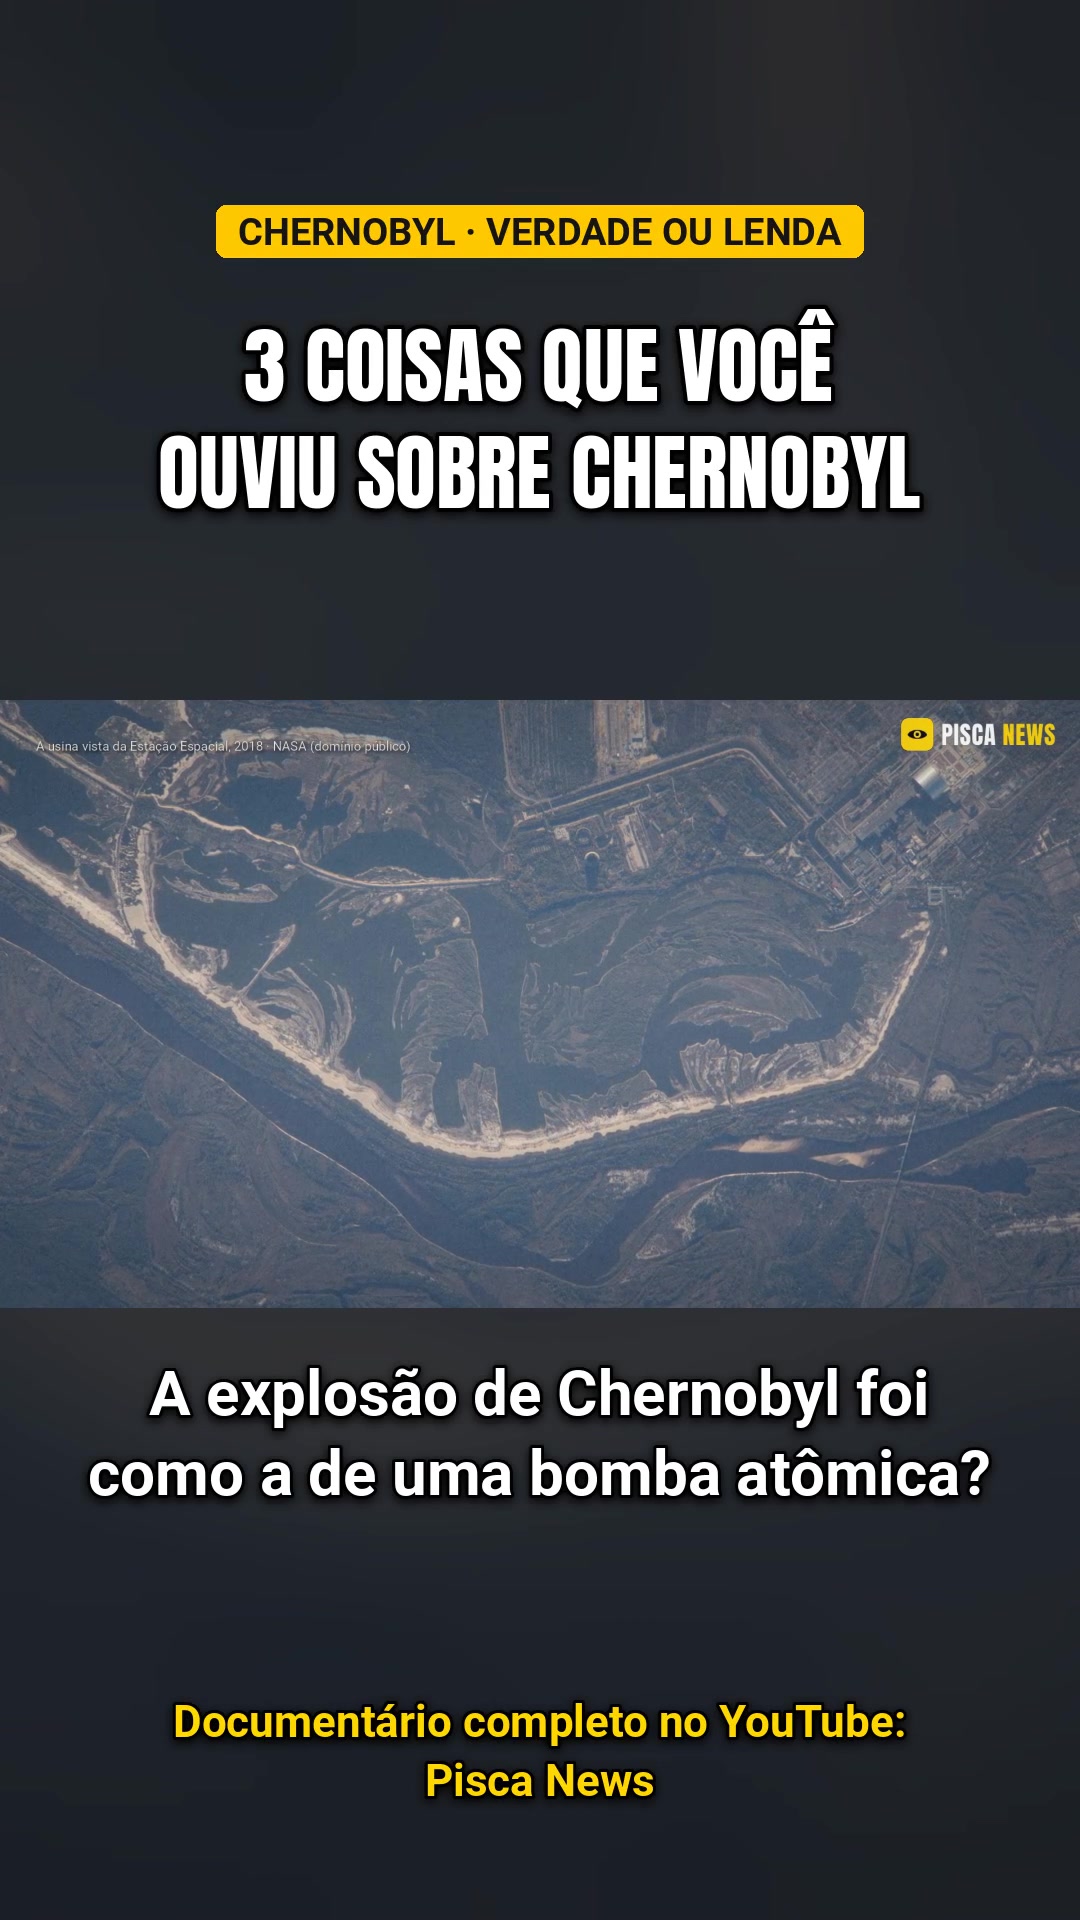 CHERNOBYL · VERDADE OU LENDA
3 COISAS QUE VOCÊ
OUVIU SOBRE CHERNOBYL
A usina vista da Estação Espacial, 2018 · NASA (domínio público)
PISCA NEWS
A explosão de Chernobyl foi
como a de uma bomba atômica?
Documentário completo no YouTube:
Pisca News